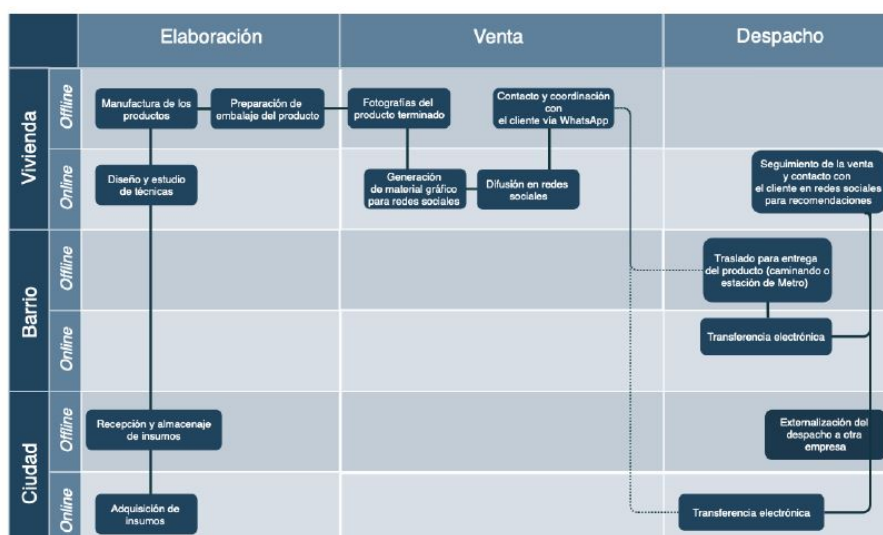 Elaboración
Venta
Despacho
Vivienda
Offline
Manufactura de los
productos
Preparación de
embalaje del producto
Fotografías del
producto terminado
Contacto y coordinación
con
el cliente vía WhatsApp
Online
Diseño y estudio
de técnicas
Generación
de material gráfico
para redes sociales
Difusión en redes
sociales
Seguimiento de la venta
y contacto con
el cliente en redes sociales
para recomendaciones
Barrio
Offline
Traslado para entrega
del producto (caminando o
estación de Metro)
Online
Transferencia electrónica
Ciudad
Offline
Recepción y almacenaje
de insumos
Externalización del
despacho a otra
empresa
Online
Adquisición de
insumos
Transferencia electrónica